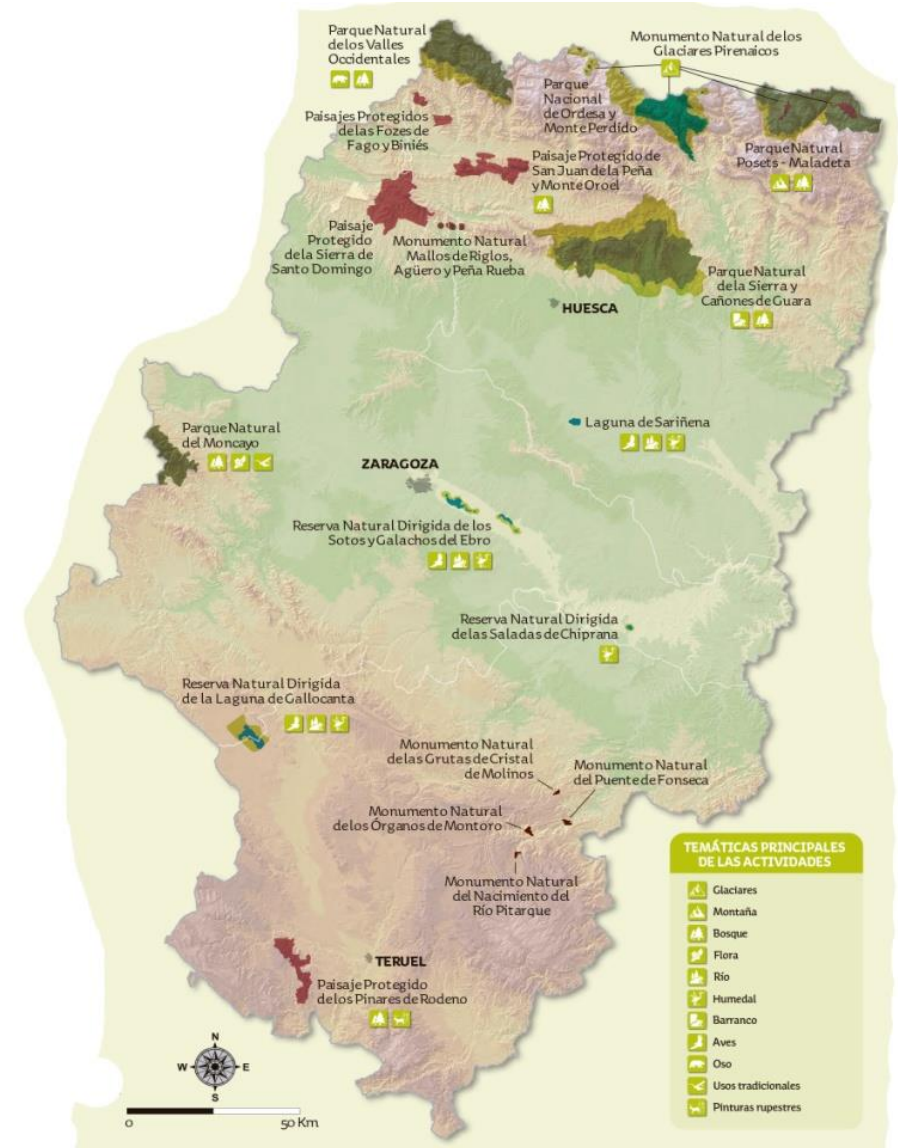 Parque Natural
de los Valles
Occidentales
Monumento Natural de los
Glaciares Pirenaicos
Parque
Nacional
de Ordesa y
Monte Perdido
Paisajes Protegidos
de las Fozes de
Fago y Biniés
Parque Natural
Posets - Maladeta
Paisaje Protegido de
San Juan de la Peña
y Monte Oroel
Paisaje
Protegido
de la Sierra de
Santo Domingo
Monumento Natural
Mallos de Riglos,
Agüero y Peña Rueba
Parque Natural
de la Sierra y
Cañones de Guara
HUESCA
Parque Natural
del Moncayo
Laguna de Sariñena
ZARAGOZA
Reserva Natural Dirigida de los
Sotos y Galachos del Ebro
Reserva Natural Dirigida
de las Saladas de Chiprana
Reserva Natural Dirigida
de la Laguna de Gallocanta
Monumento Natural
de las Grutas de Cristal
de Molinos
Monumento Natural
del Puente de Fonseca
Monumento Natural
de los Órganos de Montoro
Monumento Natural
del Nacimiento del
Río Pitarque
TERUEL
Paisaje Protegido
de los Pinares de Rodeno
TEMÁTICAS PRINCIPALES
DE LAS ACTIVIDADES
Glaciares
Montaña
Bosque
Flora
Río
Humedal
Barranco
Aves
Oso
Usos tradicionales
Pinturas rupestres
N
W E
S
0 50 Km